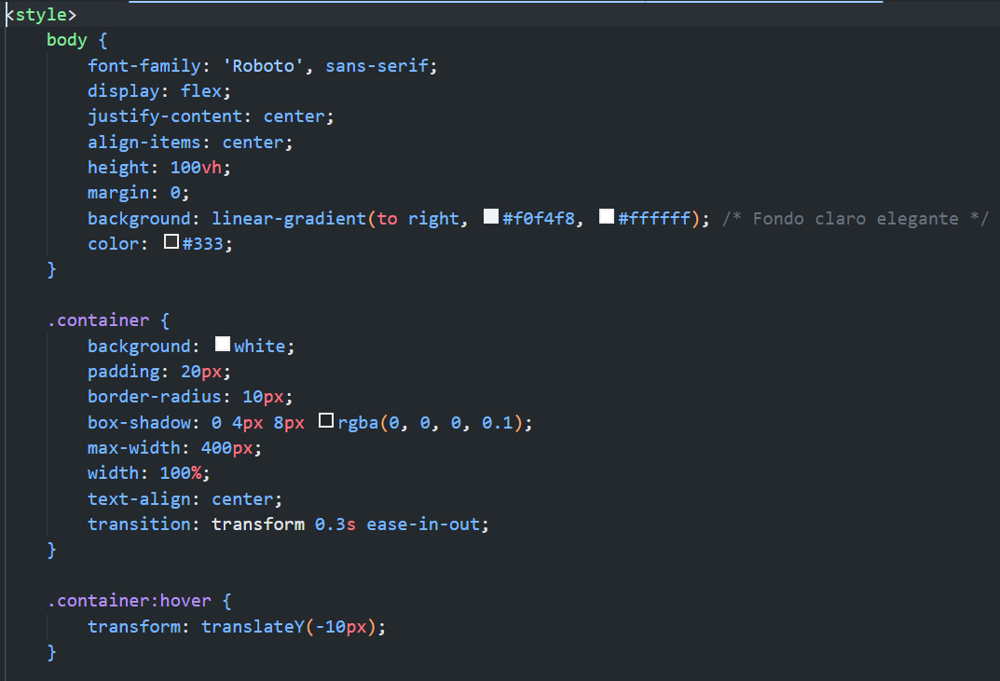 <style>
body {
font-family: 'Roboto', sans-serif;
display: flex;
justify-content: center;
align-items: center;
height: 100vh;
margin: 0;
background: linear-gradient(to right, #f0f4f8, #ffffff); /* Fondo claro elegante */
color: #333;
}
.container {
background: white;
padding: 20px;
border-radius: 10px;
box-shadow: 0 4px 8px rgba(0, 0, 0, 0.1);
max-width: 400px;
width: 100%;
text-align: center;
transition: transform 0.3s ease-in-out;
}
.container:hover {
transform: translateY(-10px);
}